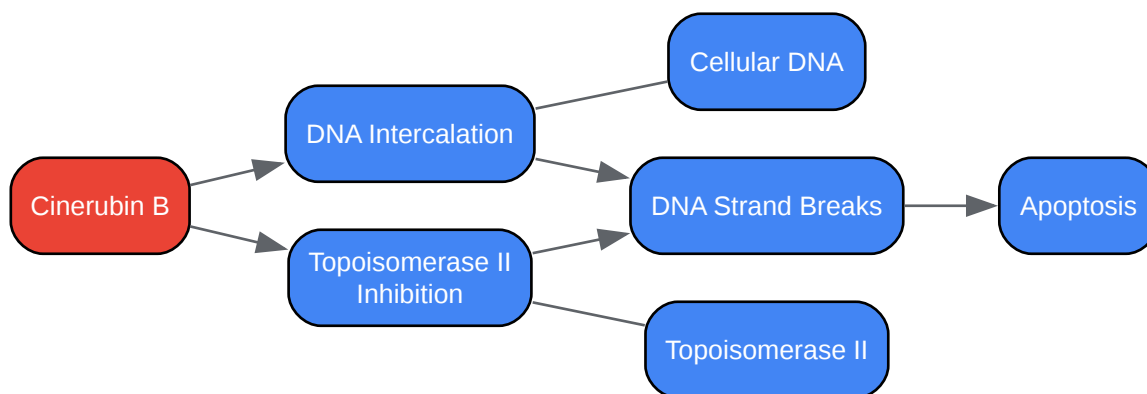 Cellular DNA
DNA Intercalation
Cinerubin B
DNA Strand Breaks
Apoptosis
Topoisomerase II
Inhibition
Topoisomerase II